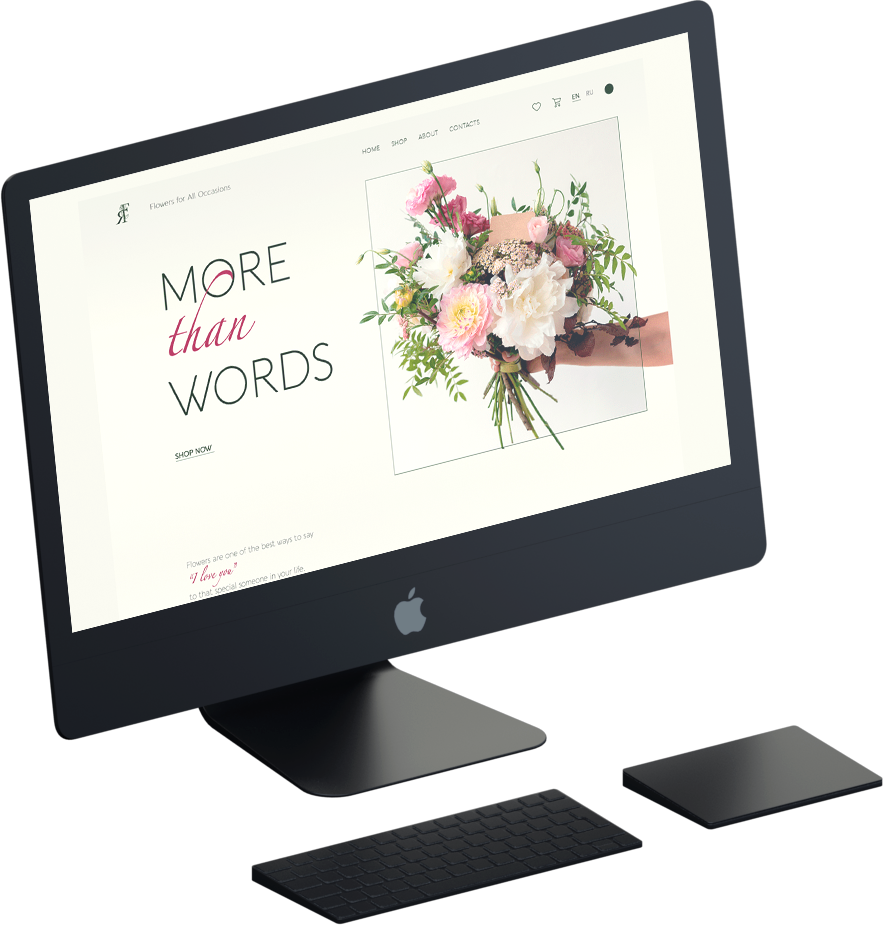 HOME SHOP ABOUT CONTACTS
EN RU
Flowers for All Occasions
MORE
than
WORDS
SHOP NOW
Flowers are one of the best ways to say
“I love you”
to that special someone in your life.